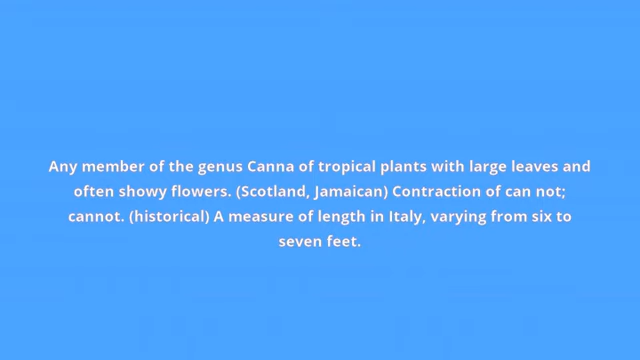 Any member of the genus Canna of tropical plants with large leaves and
often showy flowers. (Scotland, Jamaican) Contraction of can not;
cannot. (historical) A measure of length in Italy, varying from six to
seven feet.